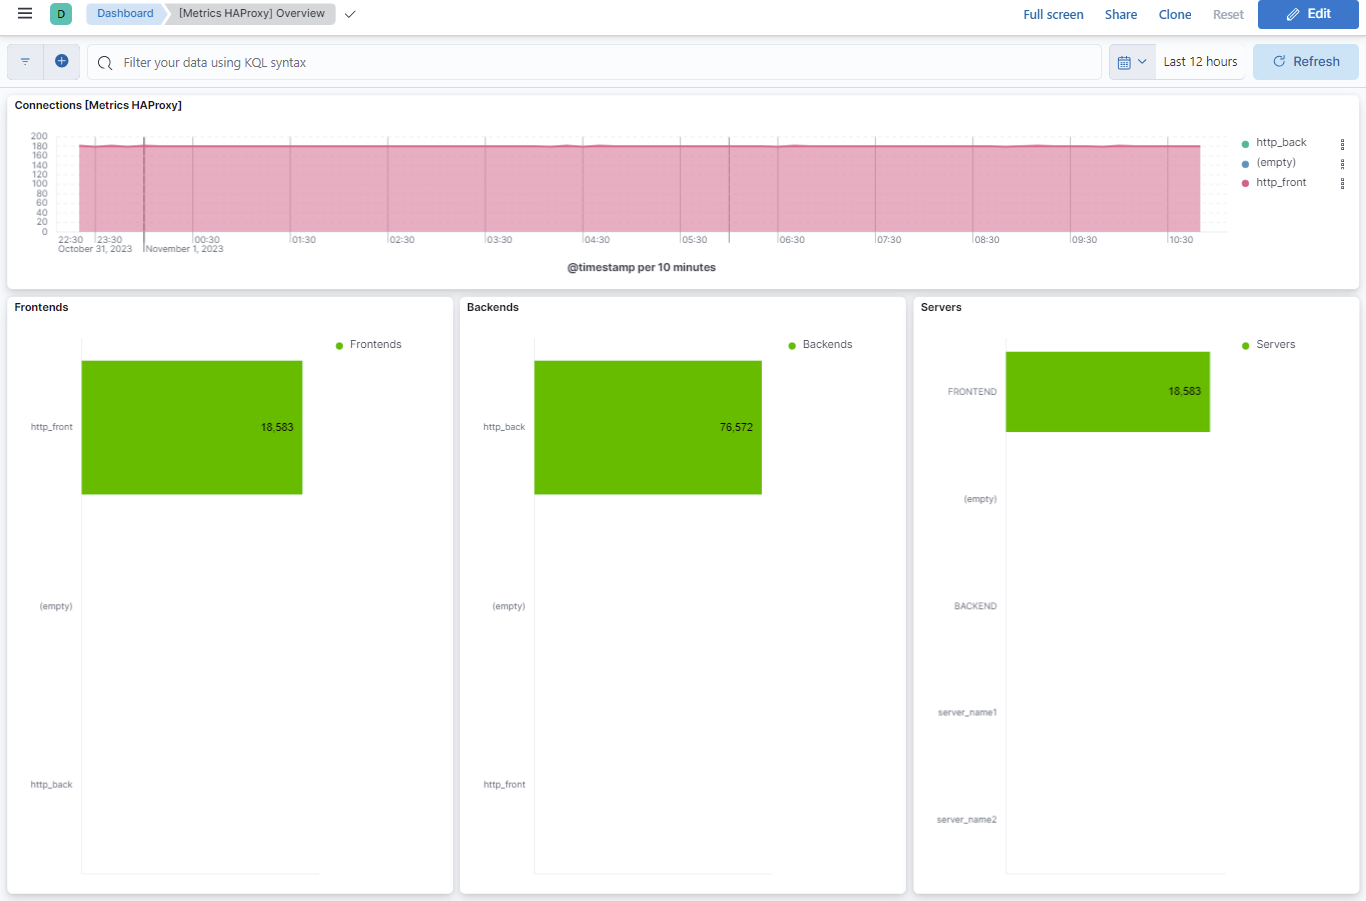 D Dashboard [Metrics HAProxy] Overview Full screen Share Clone Reset Edit
Filter your data using KQL syntax Last 12 hours Refresh
Connections [Metrics HAProxy]
200
180
160
140
120
100
80
60
40
20
0
22:30 23:30 00:30 01:30 02:30 03:30 04:30 05:30 06:30 07:30 08:30 09:30 10:30
October 31, 2023 November 1, 2023
@timestamp per 10 minutes
http_back
(empty)
http_front
Frontends
Frontends
http_front 18,583
(empty)
http_back
Backends
Backends
http_back 76,572
(empty)
http_front
Servers
Servers
FRONTEND 18,583
(empty)
BACKEND
server_name1
server_name2